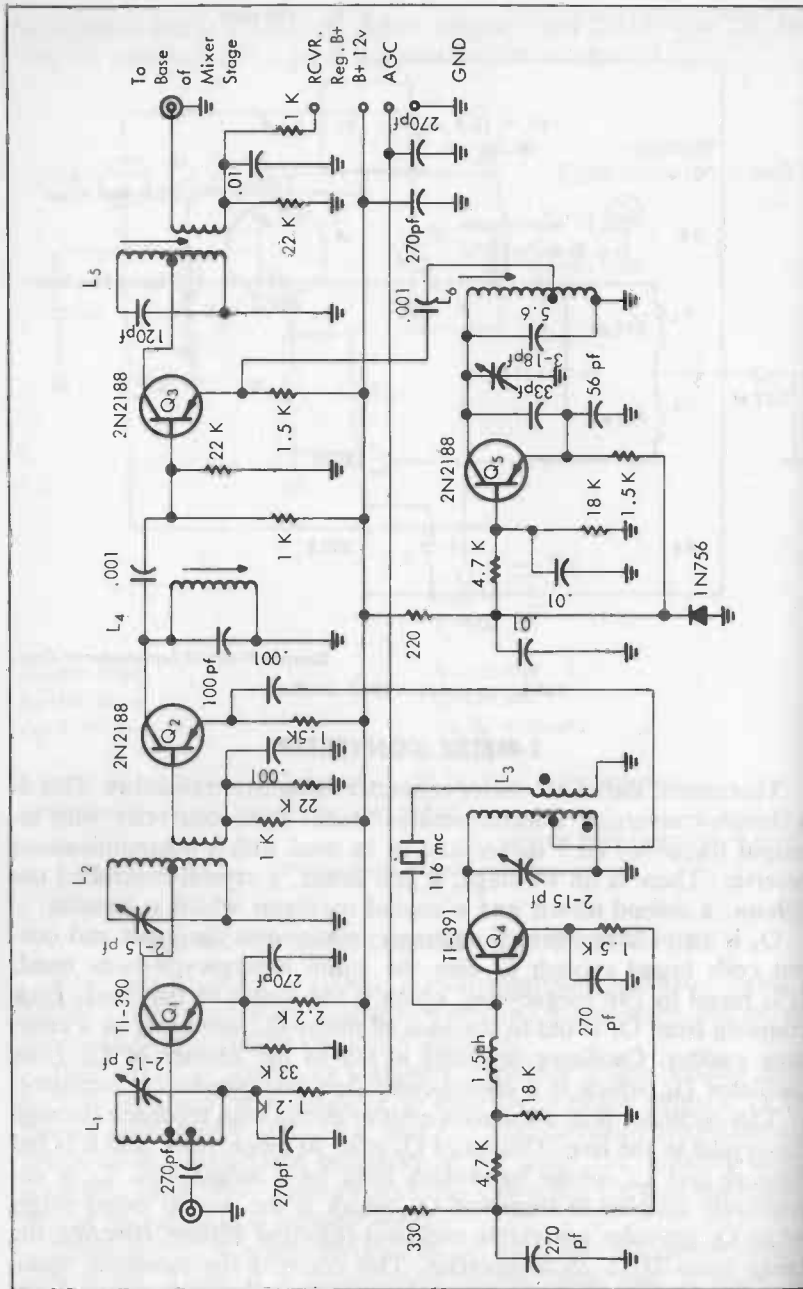 To Base
of
Mixer
Stage
RCVR.
Reg. B+
B+ 12v
AGC
GND
L₁
2-15 pf
TI-390
Q₁
270pf
270pf
1.2K
33 K
2.2 K
270pf
L₂
2-15 pf
1 K
22 K
.001
1.5K
2N2188
Q₂
100pf
.001
L₄
.001
1 K
22 K
2N2188
Q₃
1.5 K
120pf
L₅
22 K
.01
1 K
270pf
270pf
330
270
pf
4.7 K
18 K
1.5ph
TI-391
Q₄
1.5 K
270
pf
16 mc
2-15 pf
L₃
220
.01
4.7 K
.01
18 K
2N2188
Q₅
1.5 K
33pf
56 pf
3-18pf
5.6
L₆
.001
1N756